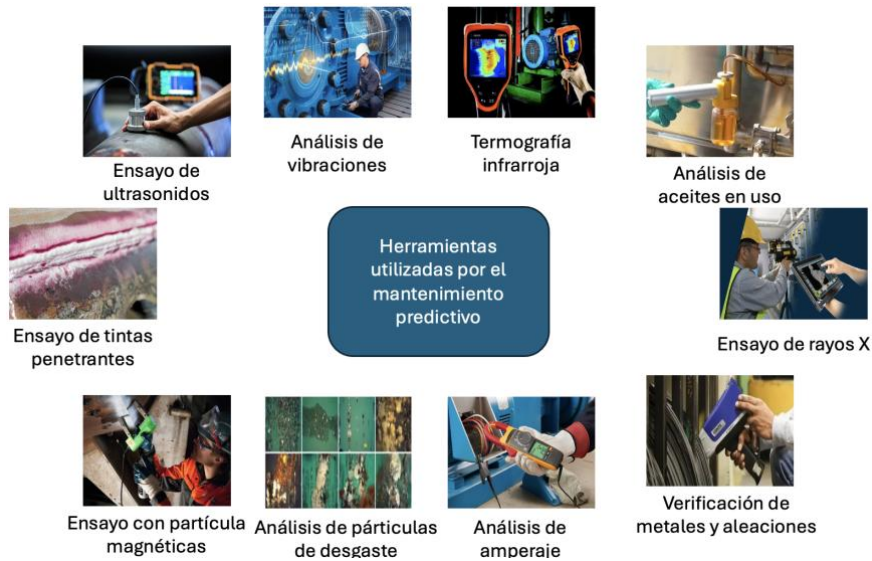 Análisis de
vibraciones
Termografía
infrarroja
Ensayo de
ultrasonidos
Análisis de
aceites en uso
Herramientas
utilizadas por el
mantenimiento
predictivo
Ensayo de tintas
penetrantes
Ensayo de rayos X
Ensayo con partícula
magnéticas
Análisis de párticulas
de desgaste
Análisis de
amperaje
Verificación de
metales y aleaciones